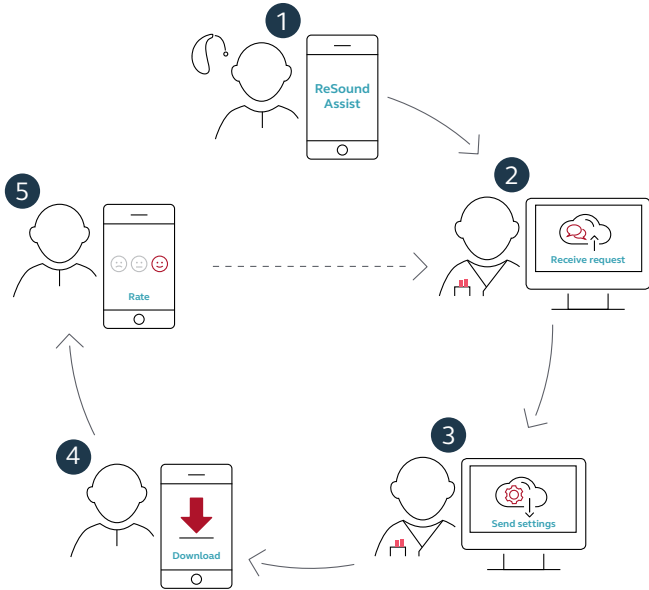 1
ReSound
Assist
2
Receive request
3
Send settings
4
Download
5
Rate